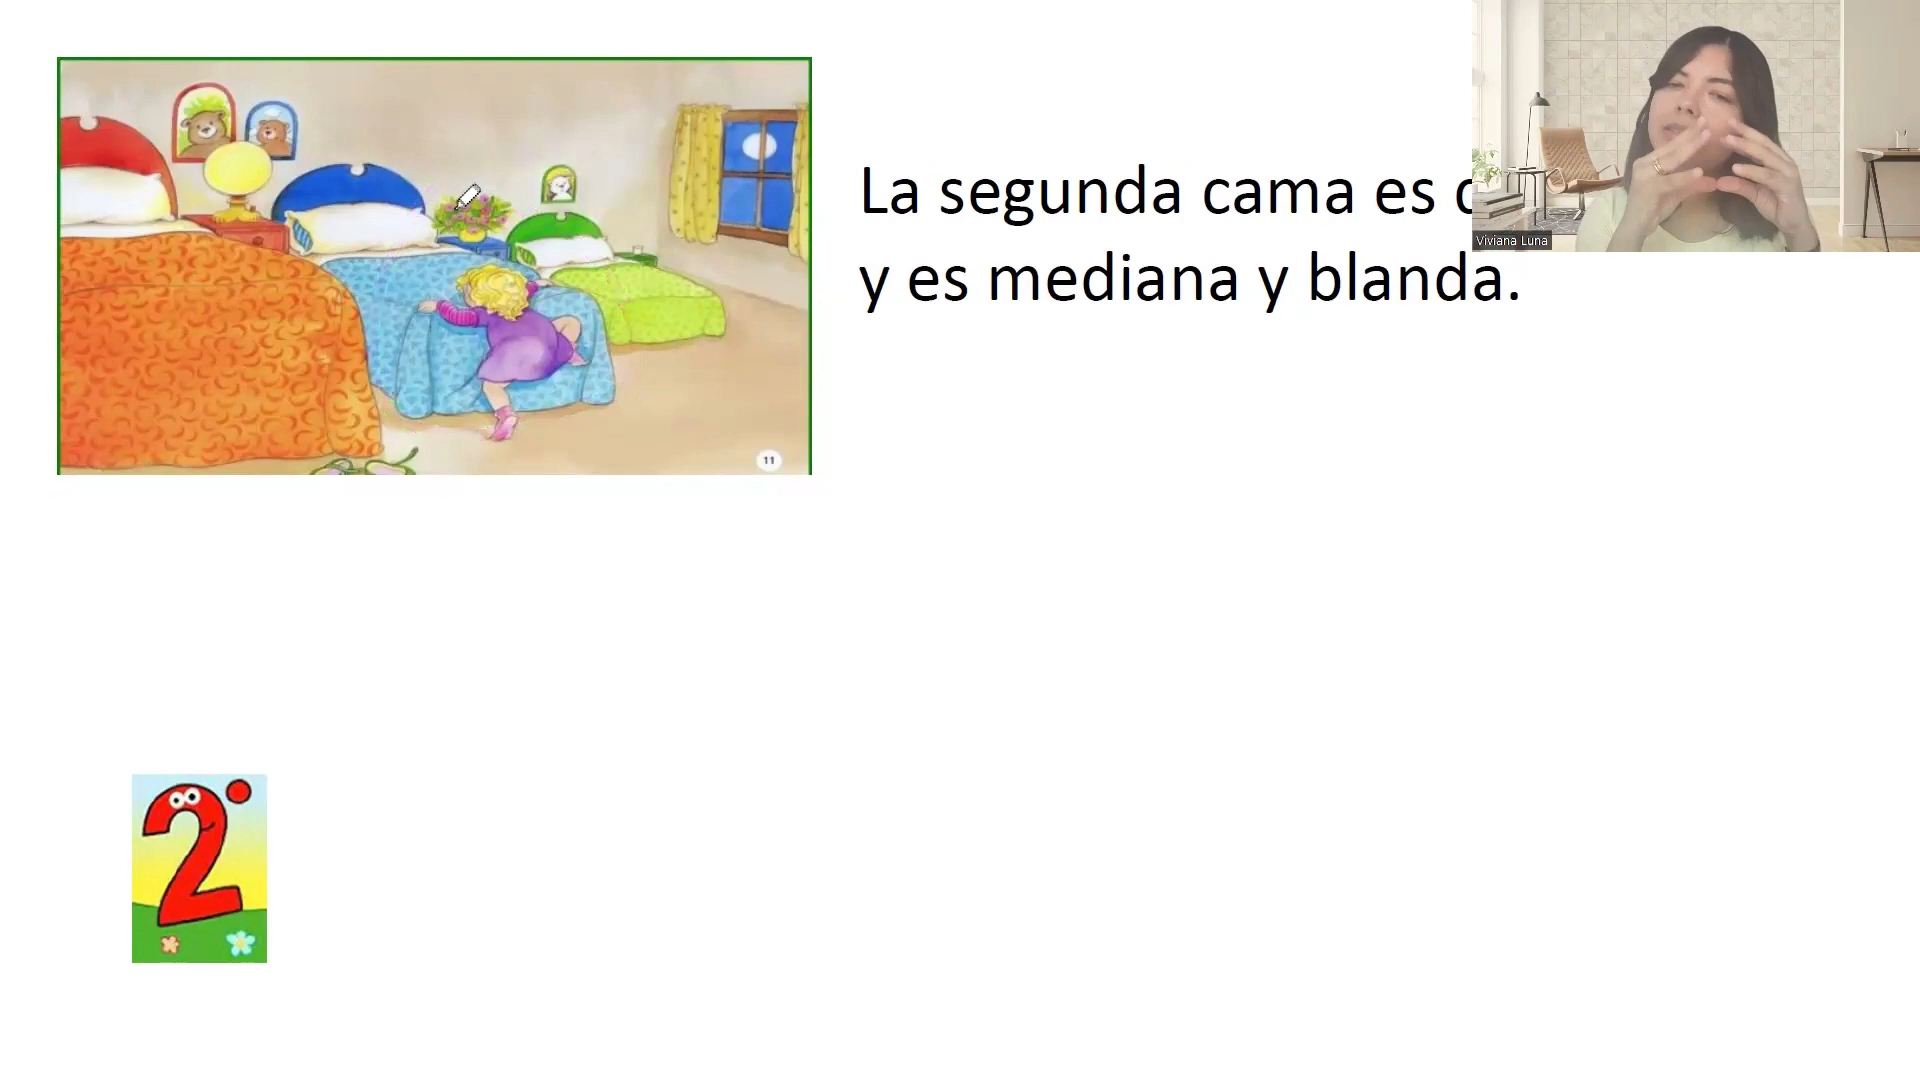 La segunda cama es
y es mediana y blanda.
Viviana Luna
11
2